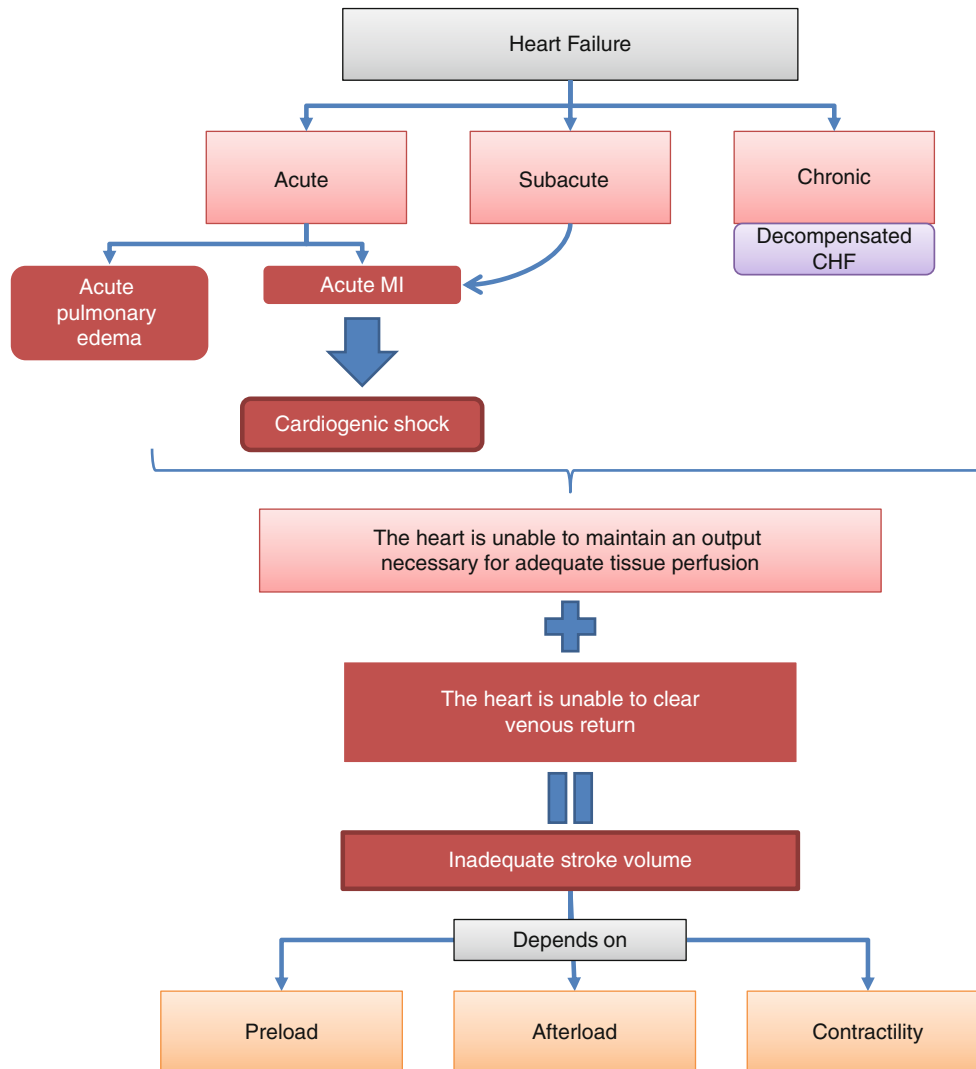 Heart Failure
Acute
Subacute
Chronic
Decompensated
CHF
Acute
pulmonary
edema
Acute MI
Cardiogenic shock
The heart is unable to maintain an output
necessary for adequate tissue perfusion
The heart is unable to clear
venous return
Inadequate stroke volume
Depends on
Preload
Afterload
Contractility